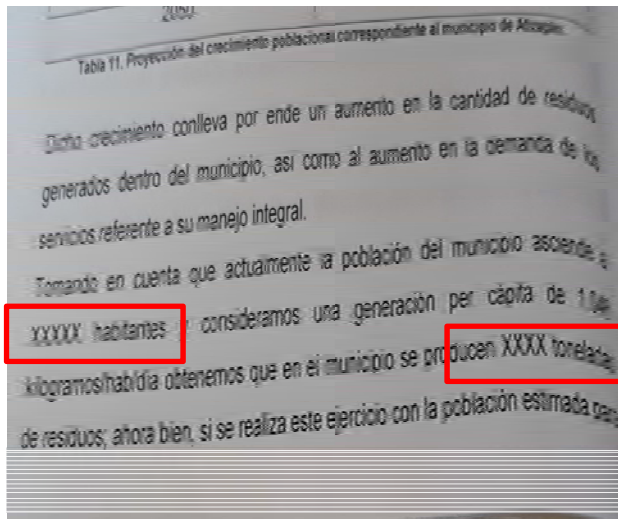 2050
Tabla 11. Proyección del crecimiento poblacional correspondiente al municipio de Atizapán.
Dicho crecimiento conlleva por ende un aumento en la cantidad de residuos
generados dentro del municipio, así como al aumento en la demanda de los
servicios referente a su manejo integral.
Tomando en cuenta que actualmente la población del municipio asciende a
XXXXX habitantes y consideramos una generación per cápita de
kilogramos/hab/día obtenemos que en el municipio se producen XXXX toneladas
de residuos; ahora bien, si se realiza este ejercicio con la población estimada para